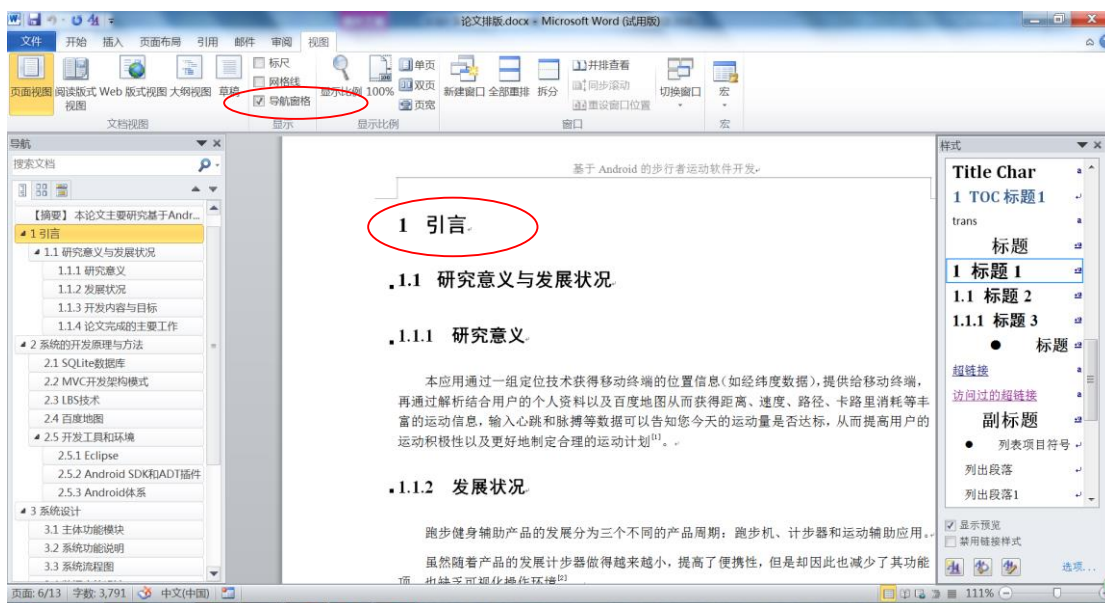 论文排版.docx - Microsoft Word (试用版)
文件 开始 插入 页面布局 引用 邮件 审阅 视图
页面视图 阅读版式视图 Web 版式视图 大纲视图 草稿
标尺
网格线
导航窗格
显示比例 100%
单页
双页
页宽
新建窗口 全部重排 拆分
并排查看
同步滚动
重设窗口位置
切换窗口
宏
文档视图 显示 显示比例 窗口 宏
导航
搜索文档
【摘要】 本论文主要研究基于Andr...
1 引言
1.1 研究意义与发展状况
1.1.1 研究意义
1.1.2 发展状况
1.1.3 开发内容与目标
1.1.4 论文完成的主要工作
2 系统的开发原理与方法
2.1 SQLite数据库
2.2 MVC开发架构模式
2.3 LBS技术
2.4 百度地图
2.5 开发工具和环境
2.5.1 Eclipse
2.5.2 Android SDK和ADT插件
2.5.3 Android体系
3 系统设计
3.1 主体功能模块
3.2 系统功能说明
3.3 系统流程图
基于 Android 的步行者运动软件开发
1 引言
1.1 研究意义与发展状况
1.1.1 研究意义
本应用通过一组定位技术获得移动终端的位置信息(如经纬度数据),提供给移动终端,
再通过解析结合用户的个人资料以及百度地图从而获得距离、速度、路径、卡路里消耗等丰
富的运动信息,输入心跳和脉搏等数据可以告知您今天的运动量是否达标,从而提高用户的
运动积极性以及更好地制定合理的运动计划[1]。
1.1.2 发展状况
跑步健身辅助产品的发展分为三个不同的产品周期:跑步机、计步器和运动辅助应用。
虽然随着产品的发展计步器做得越来越小,提高了便携性,但是却因此也减少了其功能
项,也缺乏可视化操作环境[2]
样式
Title Char
1 TOC 标题1
trans
标题
1 标题 1
1.1 标题 2
1.1.1 标题 3
● 标题
超链接
访问过的超链接
副标题
● 列表项目符号
列出段落
列出段落1
显示预览
禁用链接样式
选项...
页面: 6/13 字数: 3,791 中文(中国) 111%